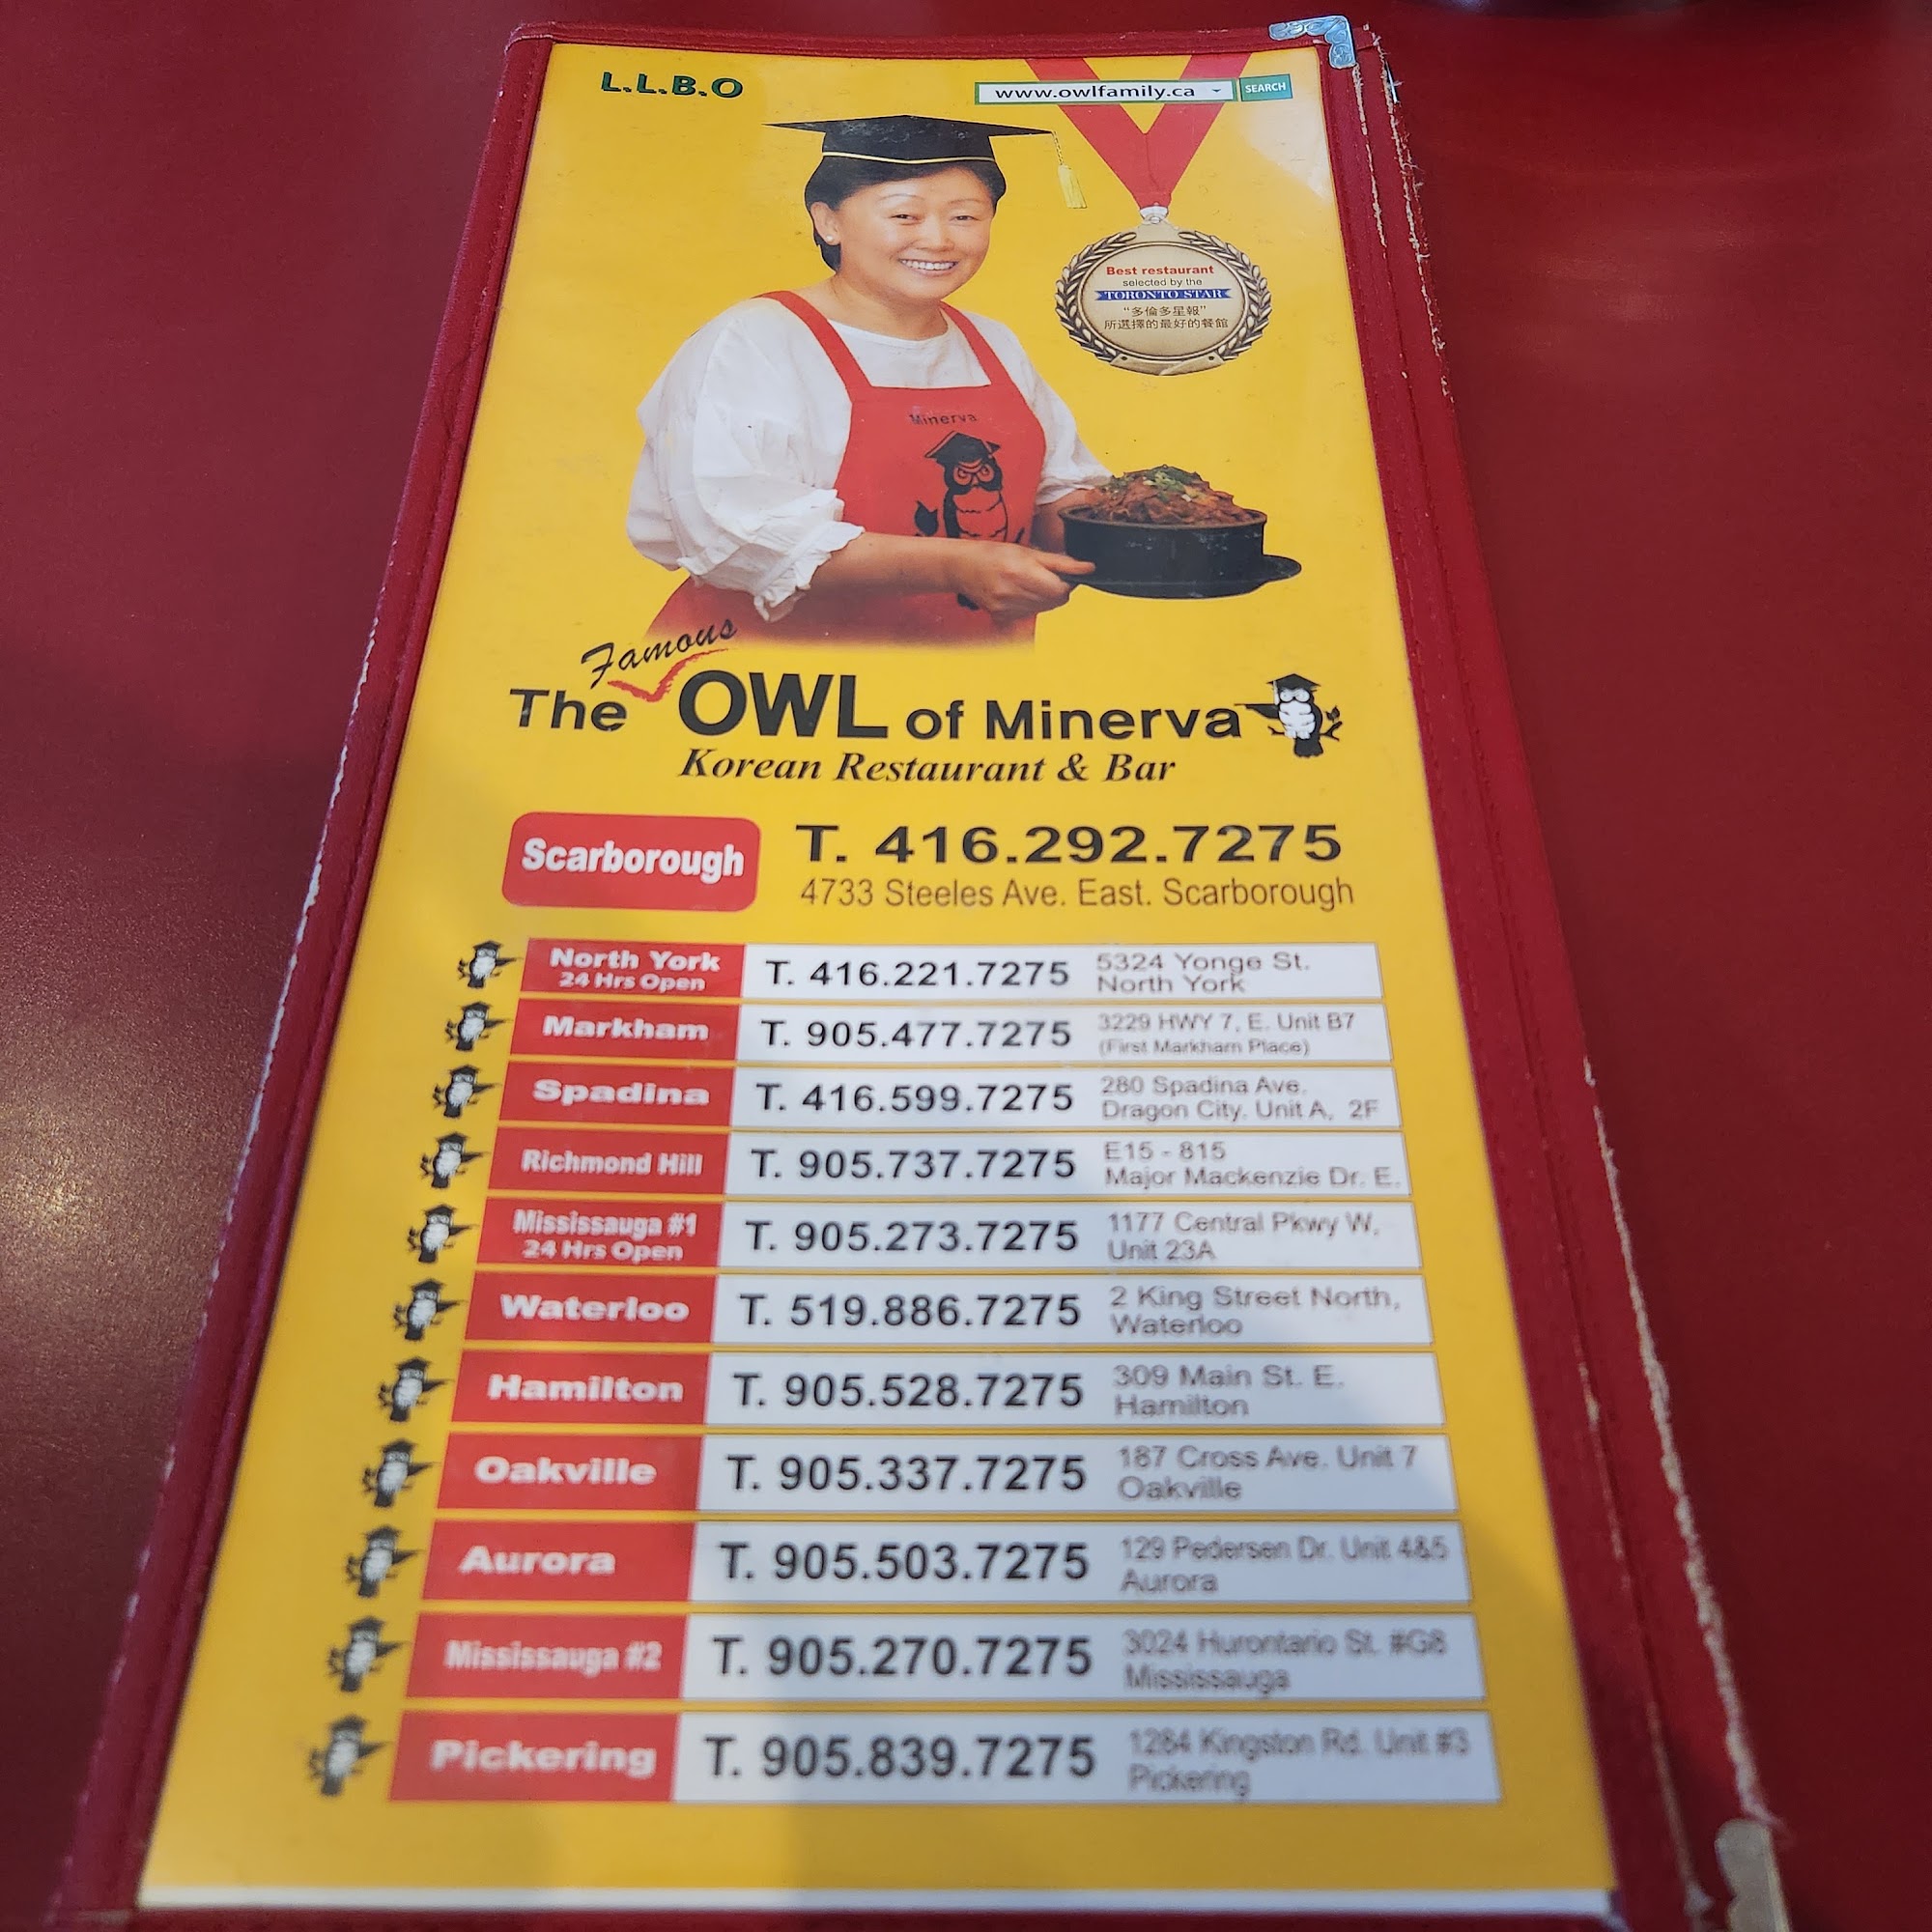 L.L.B.O
www.owlfamily.ca SEARCH
Best restaurant
selected by the
TORONTO STAR
“多倫多星報”
所選擇的最好的餐館
Minerva
Famous
The OWL of Minerva
Korean Restaurant & Bar
Scarborough
T. 416.292.7275
4733 Steeles Ave. East. Scarborough
North York
24 Hrs Open
T. 416.221.7275
5324 Yonge St.
North York
Markham
T. 905.477.7275
3229 HWY 7, E. Unit B7
(First Markham Place)
Spadina
T. 416.599.7275
280 Spadina Ave.
Dragon City. Unit A, 2F
Richmond Hill
T. 905.737.7275
E15 - 815
Major Mackenzie Dr. E.
Mississauga #1
24 Hrs Open
T. 905.273.7275
1177 Central Pkwy W,
Unit 23A
Waterloo
T. 519.886.7275
2 King Street North,
Waterloo
Hamilton
T. 905.528.7275
309 Main St. E.
Hamilton
Oakville
T. 905.337.7275
187 Cross Ave. Unit 7
Oakville
Aurora
T. 905.503.7275
129 Pedersen Dr. Unit 4&5
Aurora
Mississauga #2
T. 905.270.7275
3024 Hurontario St. #G8
Mississauga
Pickering
T. 905.839.7275
1284 Kingston Rd. Unit #3
Pickering